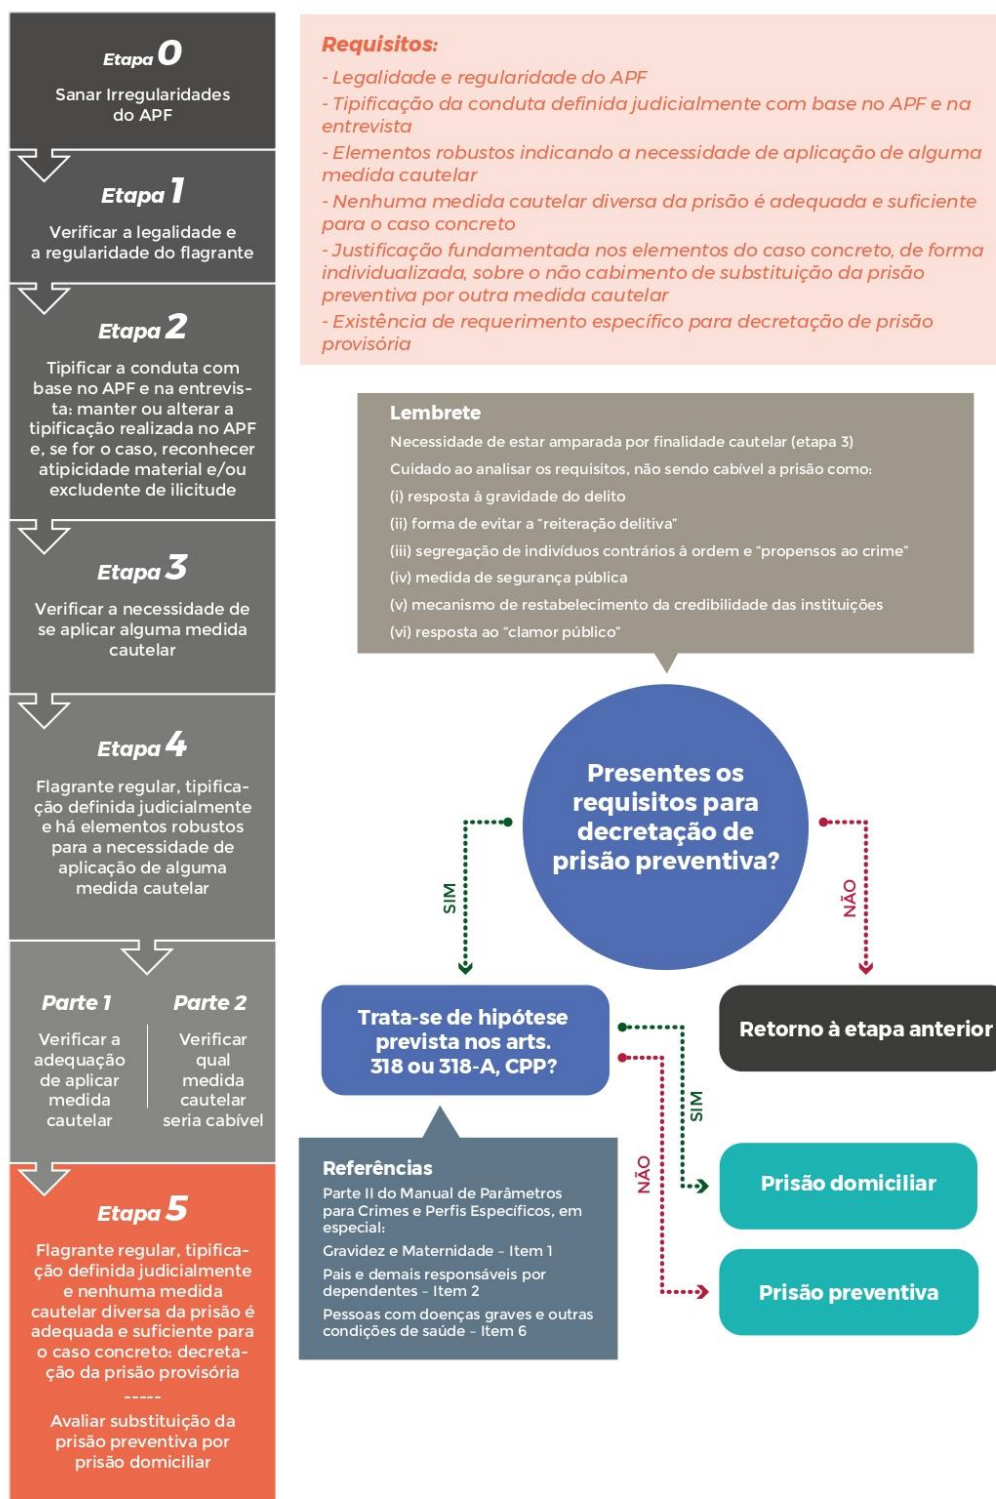 Etapa 0
Sanar Irregularidades
do APF
Etapa 1
Verificar a legalidade e
a regularidade do flagrante
Etapa 2
Tipificar a conduta com
base no APF e na entrevis-
ta: manter ou alterar a
tipificação realizada no APF
e, se for o caso, reconhecer
atipicidade material e/ou
excludente de ilicitude
Etapa 3
Verificar a necessidade de
se aplicar alguma medida
cautelar
Etapa 4
Flagrante regular, tipifica-
ção definida judicialmente
e há elementos robustos
para a necessidade de
aplicação de alguma
medida cautelar
Parte 1
Verificar a
adequação
de aplicar
medida
cautelar
Parte 2
Verificar
qual
medida
cautelar
seria cabível
Etapa 5
Flagrante regular, tipifica-
ção definida judicialmente
e nenhuma medida
cautelar diversa da prisão é
adequada e suficiente para
o caso concreto: decreta-
ção da prisão provisória
-----
Avaliar substituição da
prisão preventiva por
prisão domiciliar
Requisitos:
- Legalidade e regularidade do APF
- Tipificação da conduta definida judicialmente com base no APF e na
entrevista
- Elementos robustos indicando a necessidade de aplicação de alguma
medida cautelar
- Nenhuma medida cautelar diversa da prisão é adequada e suficiente
para o caso concreto
- Justificação fundamentada nos elementos do caso concreto, de forma
individualizada, sobre o não cabimento de substituição da prisão
preventiva por outra medida cautelar
- Existência de requerimento específico para decretação de prisão
provisória
Lembrete
Necessidade de estar amparada por finalidade cautelar (etapa 3)
Cuidado ao analisar os requisitos, não sendo cabível a prisão como:
(i) resposta à gravidade do delito
(ii) forma de evitar a “reiteração delitiva”
(iii) segregação de indivíduos contrários à ordem e “propensos ao crime”
(iv) medida de segurança pública
(v) mecanismo de restabelecimento da credibilidade das instituições
(vi) resposta ao “clamor público”
Presentes os
requisitos para
decretação de
prisão preventiva?
SIM
NÃO
Trata-se de hipótese
prevista nos arts.
318 ou 318-A, CPP?
Retorno à etapa anterior
SIM
NÃO
Prisão domiciliar
Prisão preventiva
Referências
Parte II do Manual de Parâmetros
para Crimes e Perfis Específicos, em
especial:
Gravidez e Maternidade – Item 1
Pais e demais responsáveis por
dependentes – Item 2
Pessoas com doenças graves e outras
condições de saúde – Item 6